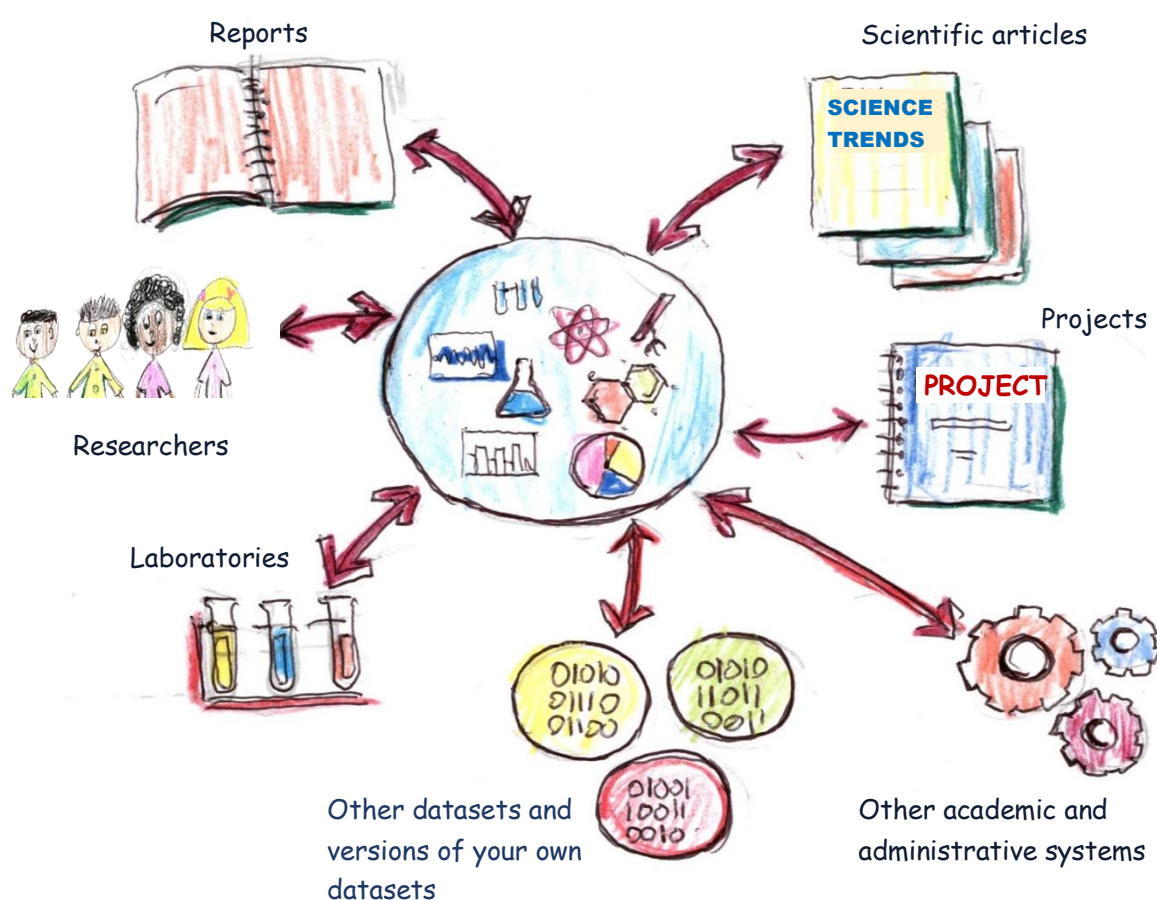 Reports
Scientific articles
SCIENCE
TRENDS
Projects
PROJECT
Researchers
Laboratories
01010
01110
01100
01010
11011
0011
01001
10011
0010
Other datasets and
versions of your own
datasets
Other academic and
administrative systems